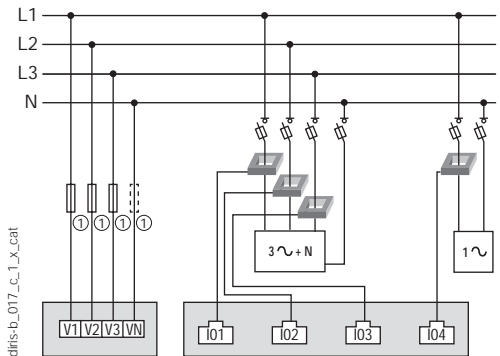 L1
L2
L3
N
1 1 1 1
3 ∿ + N
1 ∿
V1 V2 V3 VN
I01 I02 I03 I04
diris-b_017_c_1_x_cat